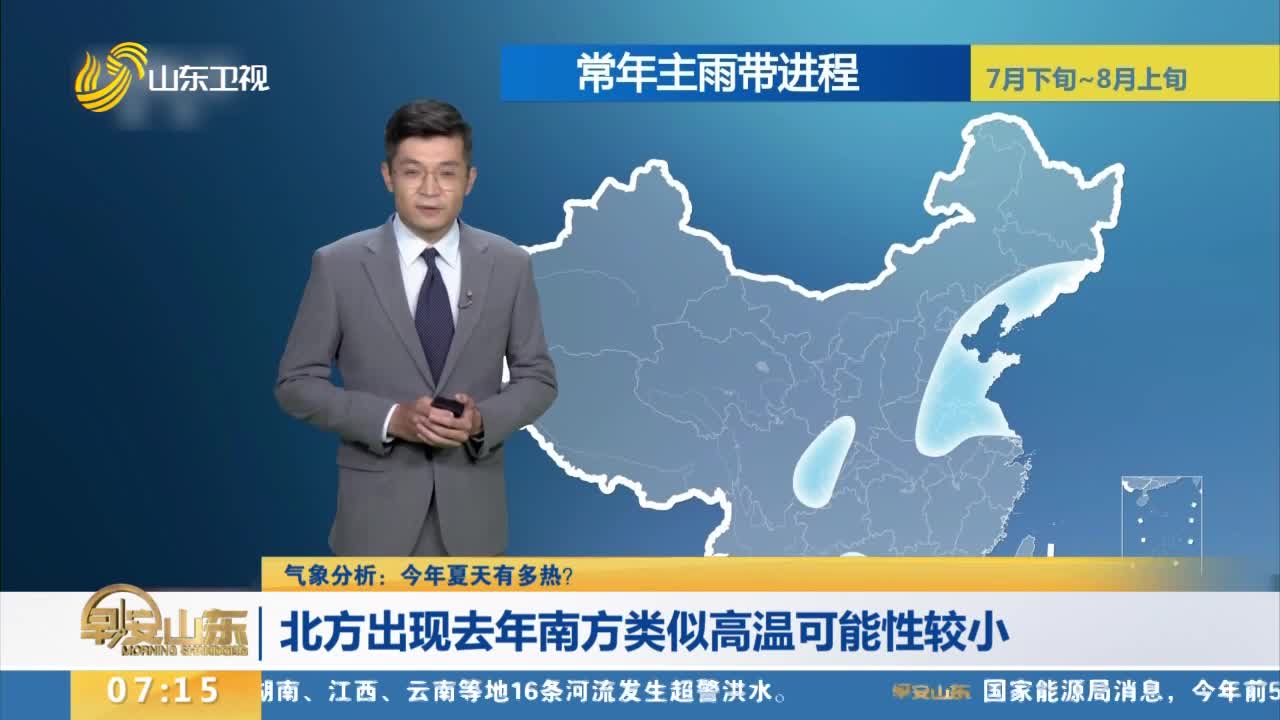 山东卫视
常年主雨带进程
7月下旬~8月上旬
气象分析：今年夏天有多热?
早安山东
MORNING SHANDONG
北方出现去年南方类似高温可能性较小
07:15
湖南、江西、云南等地16条河流发生超警洪水。 早安山东 国家能源局消息，今年前5